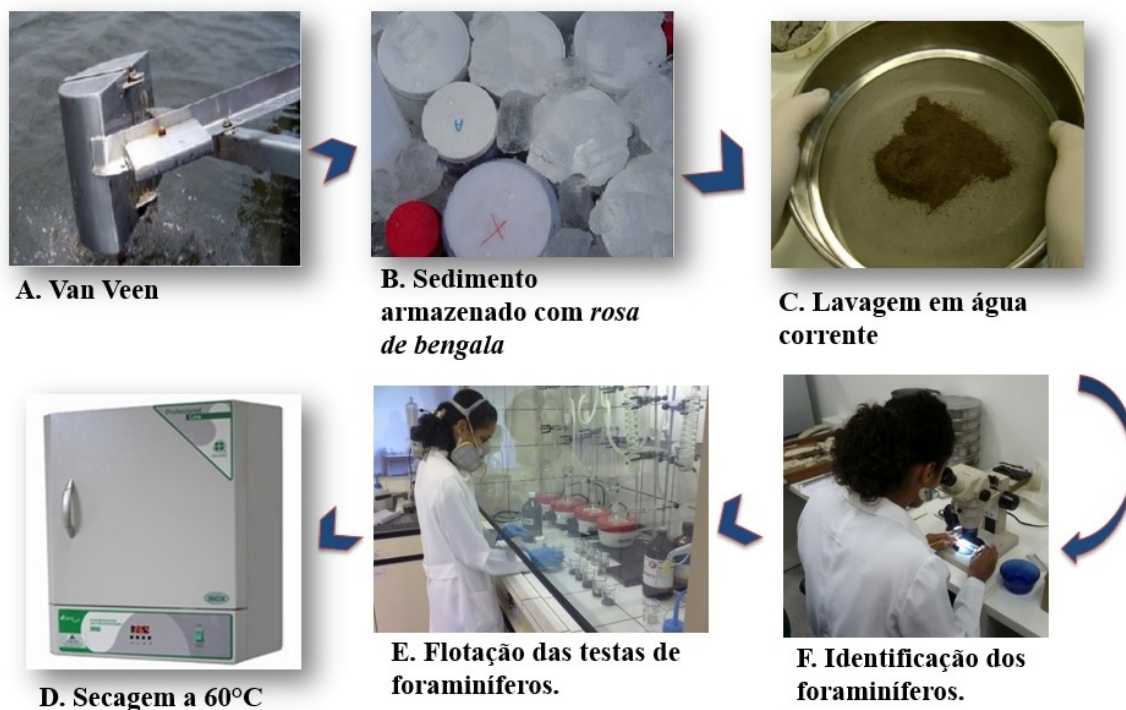 A. Van Veen
B. Sedimento
armazenado com rosa
de bengala
C. Lavagem em água
corrente
D. Secagem a 60°C
E. Flotação das testas de
foraminíferos.
F. Identificação dos
foraminíferos.
A
X
INOX